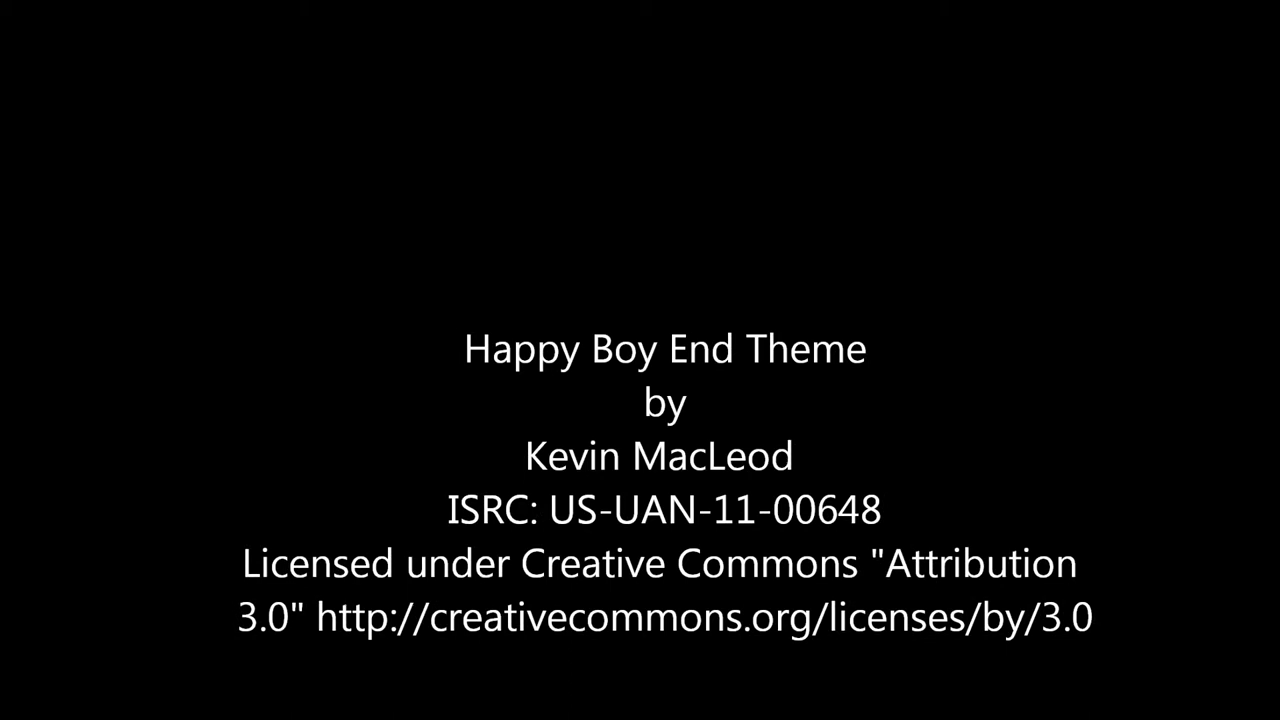 Happy Boy End Theme
by
Kevin MacLeod
ISRC: US-UAN-11-00648
Licensed under Creative Commons "Attribution
3.0" http://creativecommons.org/licenses/by/3.0